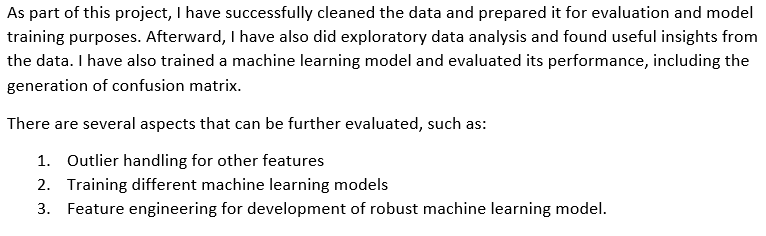 As part of this project, I have successfully cleaned the data and prepared it for evaluation and model
training purposes. Afterward, I have also did exploratory data analysis and found useful insights from
the data. I have also trained a machine learning model and evaluated its performance, including the
generation of confusion matrix.
There are several aspects that can be further evaluated, such as:
1. Outlier handling for other features
2. Training different machine learning models
3. Feature engineering for development of robust machine learning model.